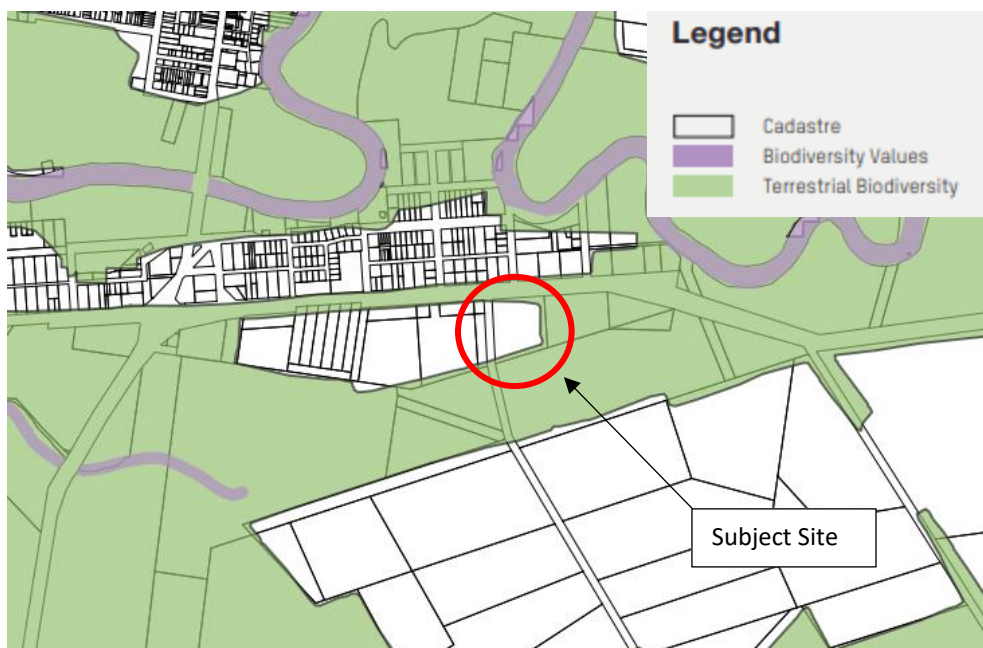 Legend
Cadastre
Biodiversity Values
Terrestrial Biodiversity
Subject Site